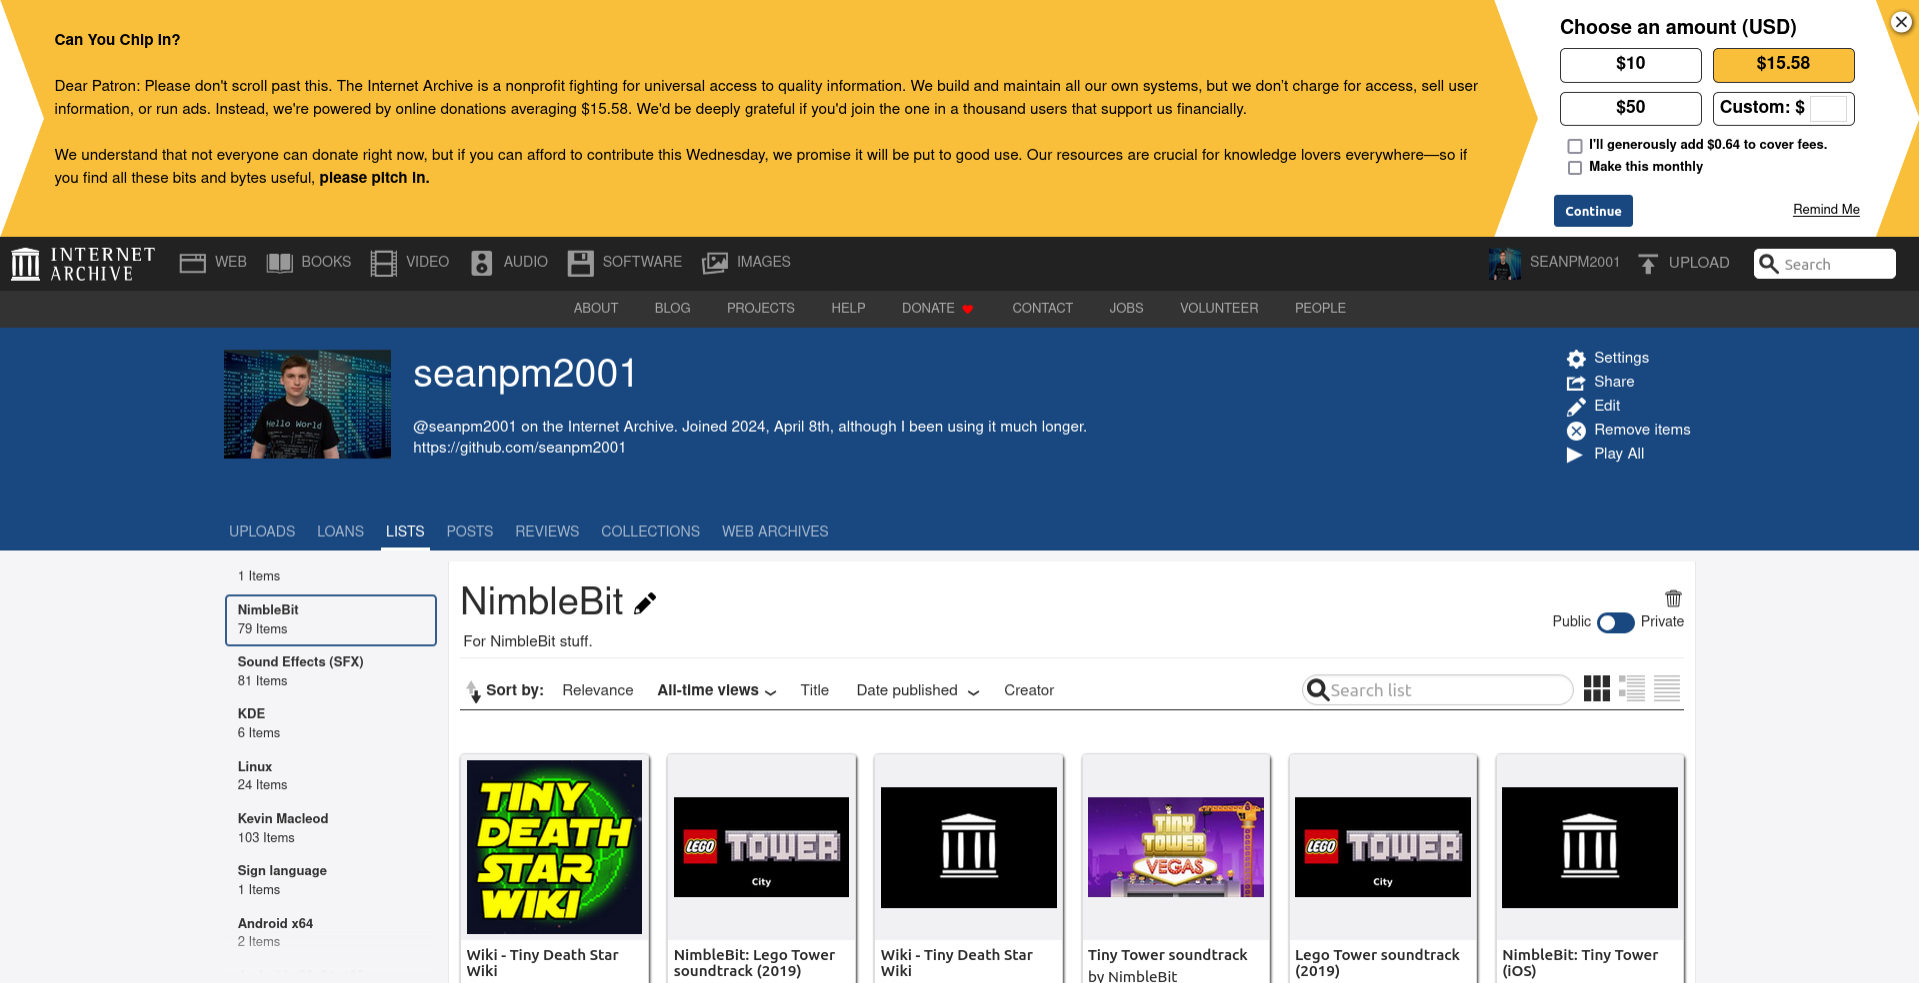 Can You Chip In?
Dear Patron: Please don't scroll past this. The Internet Archive is a nonprofit fighting for universal access to quality information. We build and maintain all our own systems, but we don't charge for access, sell user
information, or run ads. Instead, we're powered by online donations averaging $15.58. We'd be deeply grateful if you'd join the one in a thousand users that support us financially.
We understand that not everyone can donate right now, but if you can afford to contribute this Wednesday, we promise it will be put to good use. Our resources are crucial for knowledge lovers everywhere—so if
you find all these bits and bytes useful, please pitch in.
Choose an amount (USD)
$10 $15.58
$50 Custom: $
I'll generously add $0.64 to cover fees.
Make this monthly
Continue Remind Me
INTERNET ARCHIVE WEB BOOKS VIDEO AUDIO SOFTWARE IMAGES SEANPM2001 UPLOAD Search
ABOUT BLOG PROJECTS HELP DONATE CONTACT JOBS VOLUNTEER PEOPLE
Hello World
seanpm2001
@seanpm2001 on the Internet Archive. Joined 2024, April 8th, although I been using it much longer.
https://github.com/seanpm2001
Settings
Share
Edit
Remove items
Play All
UPLOADS LOANS LISTS POSTS REVIEWS COLLECTIONS WEB ARCHIVES
1 Items
NimbleBit
79 Items
Sound Effects (SFX)
81 Items
KDE
6 Items
Linux
24 Items
Kevin Macleod
103 Items
Sign language
1 Items
Android x64
2 Items
NimbleBit
For NimbleBit stuff.
Public Private
Sort by: Relevance All-time views Title Date published Creator
Search list
TINY
DEATH
STAR
WIKI
Wiki - Tiny Death Star
Wiki
LEGO TOWER
City
NimbleBit: Lego Tower
soundtrack (2019)
Wiki - Tiny Death Star
Wiki
TINY
TOWER
VEGAS
Tiny Tower soundtrack
by NimbleBit
LEGO TOWER
City
Lego Tower soundtrack
(2019)
NimbleBit: Tiny Tower
(iOS)